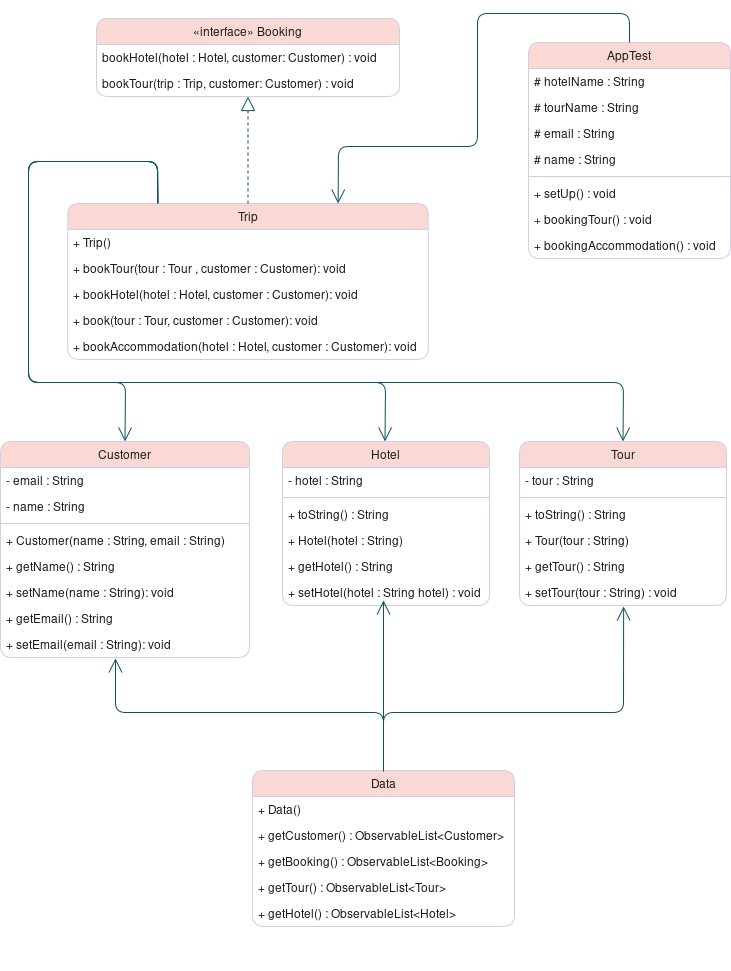 «interface» Booking
bookHotel(hotel : Hotel, customer: Customer) : void
bookTour(trip : Trip, customer: Customer) : void
AppTest
# hotelName : String
# tourName : String
# email : String
# name : String
+ setUp() : void
+ bookingTour() : void
+ bookingAccommodation() : void
Trip
+ Trip()
+ bookTour(tour : Tour , customer : Customer): void
+ bookHotel(hotel : Hotel, customer : Customer): void
+ book(tour : Tour, customer : Customer): void
+ bookAccommodation(hotel : Hotel, customer : Customer): void
Customer
- email : String
- name : String
+ Customer(name : String, email : String)
+ getName() : String
+ setName(name : String): void
+ getEmail() : String
+ setEmail(email : String): void
Hotel
- hotel : String
+ toString() : String
+ Hotel(hotel : String)
+ getHotel() : String
+ setHotel(hotel : String hotel) : void
Tour
- tour : String
+ toString() : String
+ Tour(tour : String)
+ getTour() : String
+ setTour(tour : String) : void
Data
+ Data()
+ getCustomer() : ObservableList<Customer>
+ getBooking() : ObservableList<Booking>
+ getTour() : ObservableList<Tour>
+ getHotel() : ObservableList<Hotel>